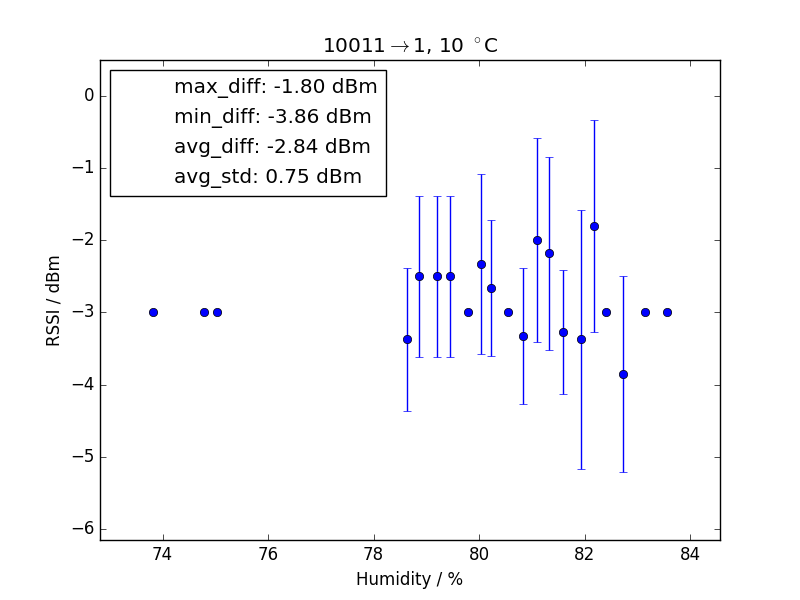 10011→1, 10 °C
max_diff: -1.80 dBm
min_diff: -3.86 dBm
avg_diff: -2.84 dBm
avg_std: 0.75 dBm
RSSI / dBm
0
−1
−2
−3
−4
−5
−6
74 76 78 80 82 84
Humidity / %